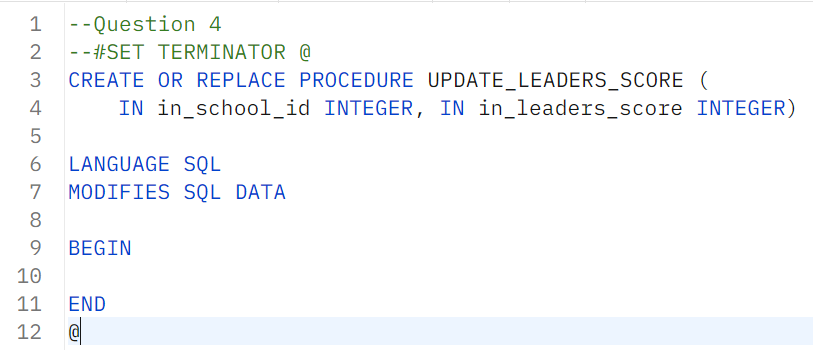 1 --Question 4
2 --#SET TERMINATOR @
3 CREATE OR REPLACE PROCEDURE UPDATE_LEADERS_SCORE (
4 IN in_school_id INTEGER, IN in_leaders_score INTEGER)
5
6 LANGUAGE SQL
7 MODIFIES SQL DATA
8
9 BEGIN
10
11 END
12 @